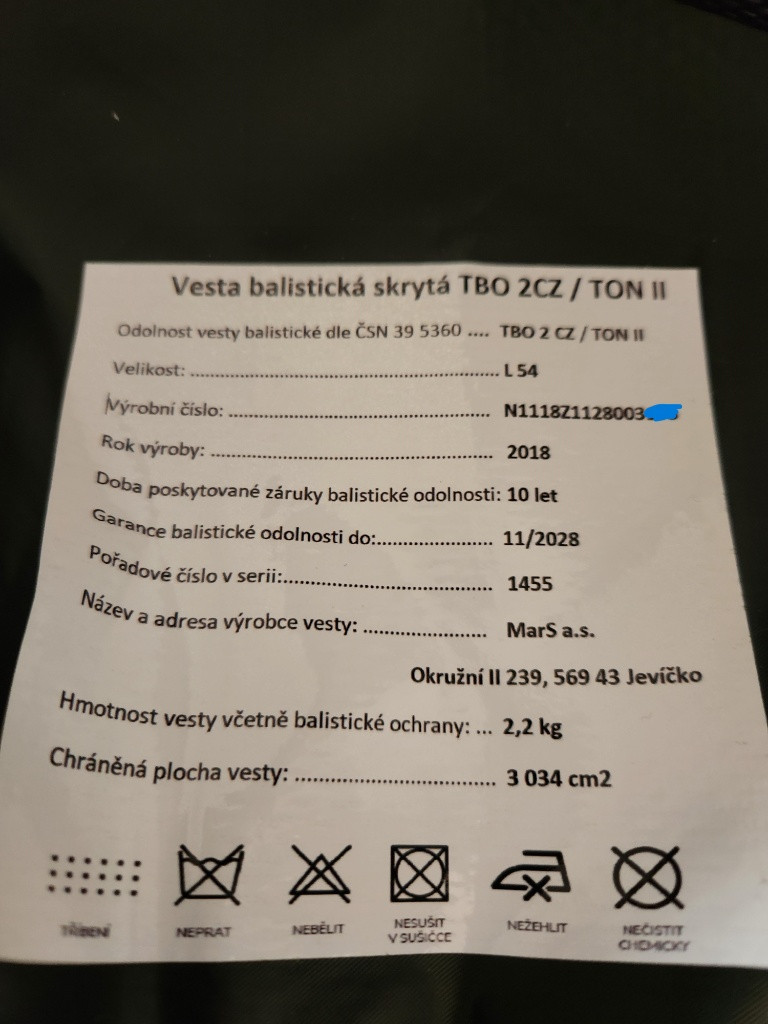 Vesta balistická skrytá TBO 2CZ / TON II
Odolnost vesty balistické dle ČSN 39 5360 .... TBO 2 CZ / TON II
Velikost: ........................................................ L 54
Výrobní číslo: ............................................... N1118Z1128003
Rok výroby: .................................................. 2018
Doba poskytované záruky balistické odolnosti: 10 let
Garance balistické odolnosti do:..................... 11/2028
Pořadové číslo v serii:..................................... 1455
Název a adresa výrobce vesty: ...................... MarS a.s.
Okružní II 239, 569 43 Jevíčko
Hmotnost vesty včetně balistické ochrany: ... 2,2 kg
Chráněná plocha vesty: ................................... 3 034 cm2
NEPRAT
NEBĚLIT
NESUŠIT
V SUŠIČCE
NEŽEHLIT
NEČISTIT
CHEMICKY